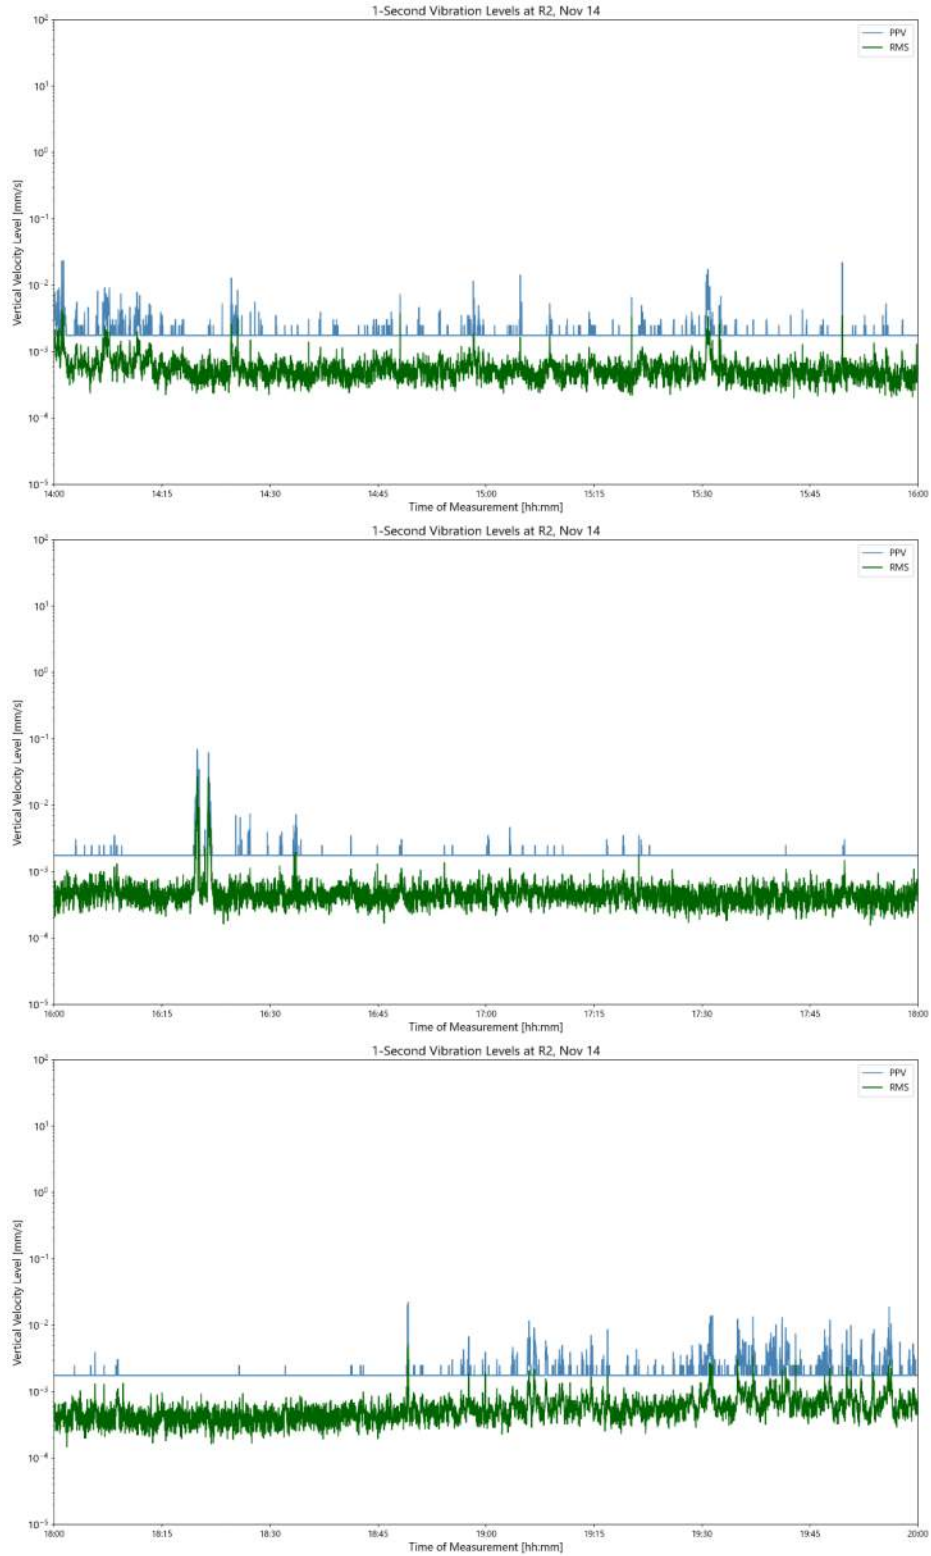 1-Second Vibration Levels at R2, Nov 14
PPV
RMS
10²
10¹
10⁰
10⁻¹
10⁻²
10⁻³
10⁻⁴
10⁻⁵
Vertical Velocity Level [mm/s]
14:00 14:15 14:30 14:45 15:00 15:15 15:30 15:45 16:00
Time of Measurement [hh:mm]
1-Second Vibration Levels at R2, Nov 14
PPV
RMS
10²
10¹
10⁰
10⁻¹
10⁻²
10⁻³
10⁻⁴
10⁻⁵
Vertical Velocity Level [mm/s]
16:00 16:15 16:30 16:45 17:00 17:15 17:30 17:45 18:00
Time of Measurement [hh:mm]
1-Second Vibration Levels at R2, Nov 14
PPV
RMS
10²
10¹
10⁰
10⁻¹
10⁻²
10⁻³
10⁻⁴
10⁻⁵
Vertical Velocity Level [mm/s]
18:00 18:15 18:30 18:45 19:00 19:15 19:30 19:45 20:00
Time of Measurement [hh:mm]